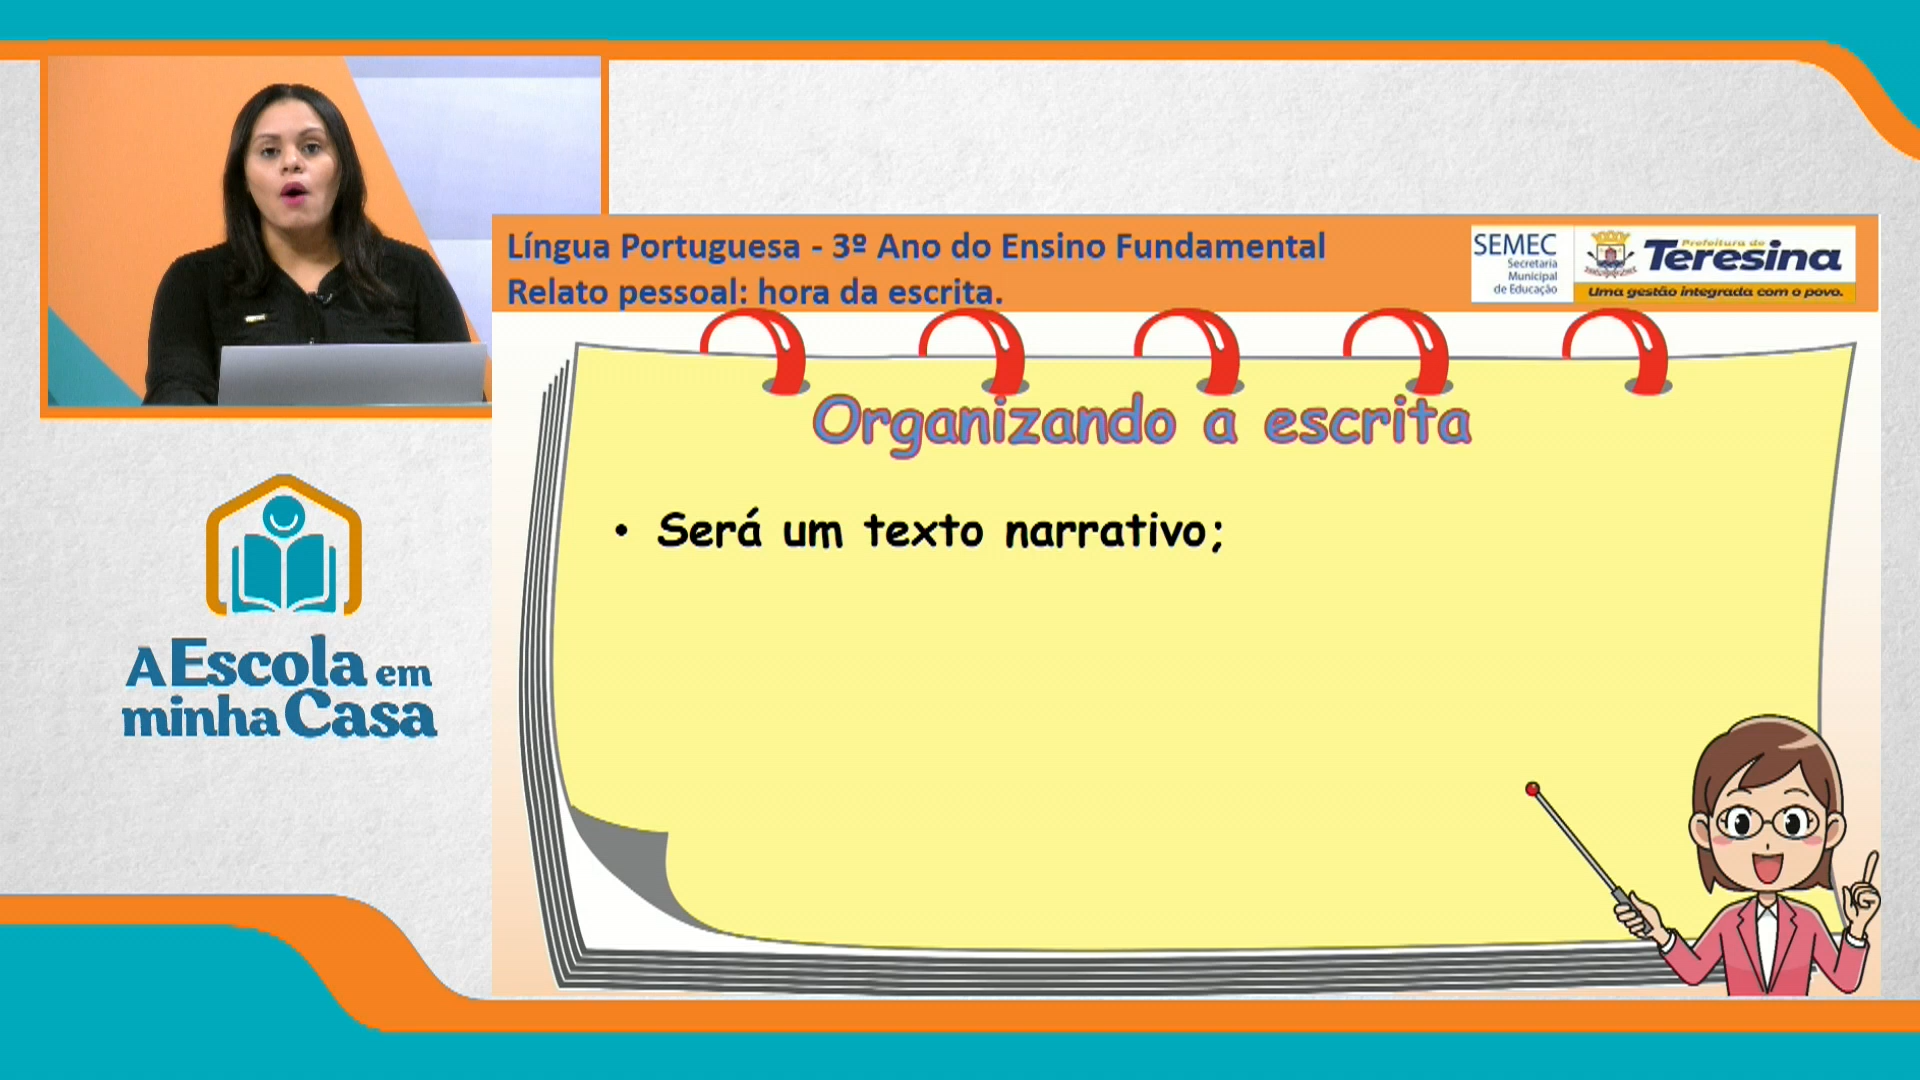 Língua Portuguesa - 3º Ano do Ensino Fundamental
Relato pessoal: hora da escrita.
SEMEC
Secretaria
Municipal
de Educação
Prefeitura de
Teresina
Uma gestão integrada com o povo.
Organizando a escrita
• Será um texto narrativo;
A Escola em
minha Casa